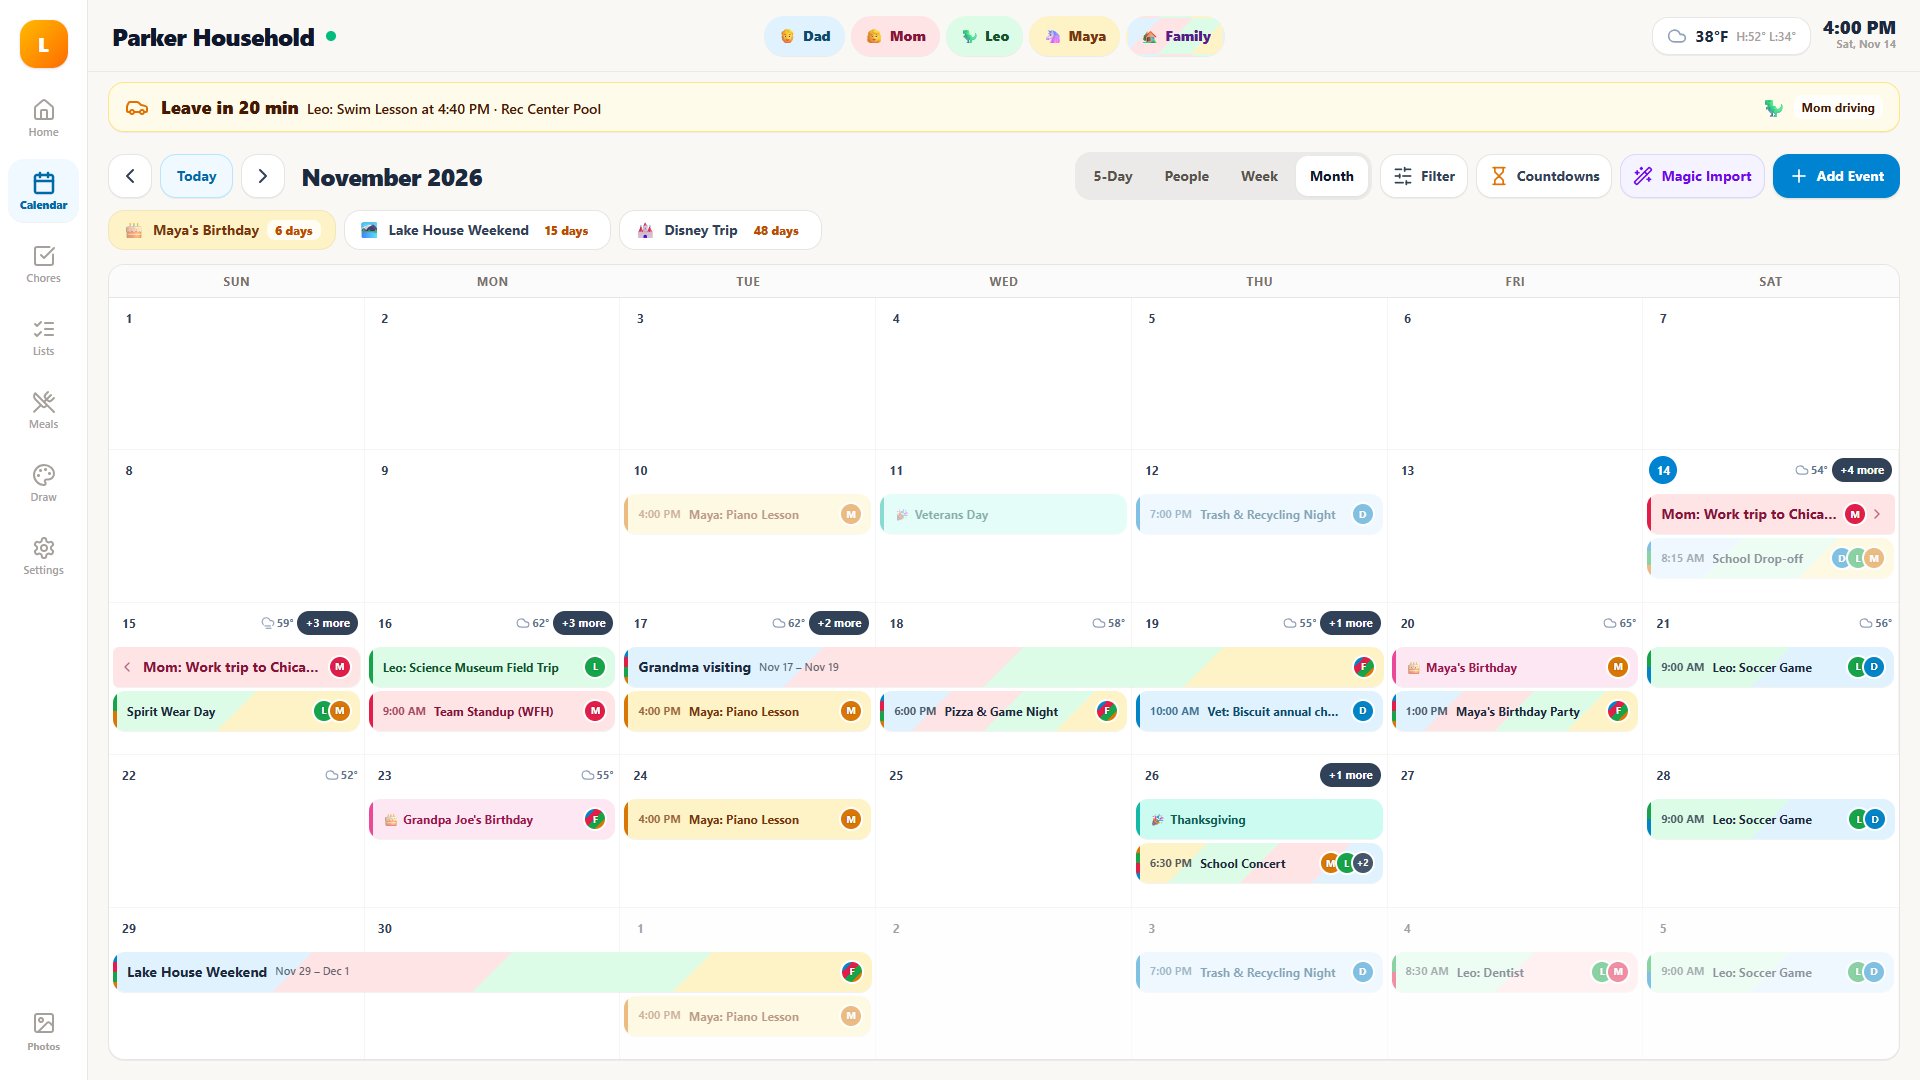 L
Parker Household
Dad
Mom
Leo
Maya
Family
38°F H:52° L:34°
4:00 PM
Sat, Nov 14
Home
Calendar
Chores
Lists
Meals
Draw
Settings
Photos
Leave in 20 min Leo: Swim Lesson at 4:40 PM · Rec Center Pool
Mom driving
Today
November 2026
5-Day
People
Week
Month
Filter
Countdowns
Magic Import
Add Event
Maya's Birthday 6 days
Lake House Weekend 15 days
Disney Trip 48 days
SUN MON TUE WED THU FRI SAT
1 2 3 4 5 6 7
8 9 10 11 12 13 14 54° +4 more
4:00 PM Maya: Piano Lesson M
Veterans Day
7:00 PM Trash & Recycling Night D
Mom: Work trip to Chica... M
8:15 AM School Drop-off D L M
15 59° +3 more
16 62° +3 more
17 62° +2 more
18 58°
19 55° +1 more
20 65°
21 56°
Mom: Work trip to Chica... M
Leo: Science Museum Field Trip L
Grandma visiting Nov 17 – Nov 19 F
Maya's Birthday M
9:00 AM Leo: Soccer Game L D
Spirit Wear Day L M
9:00 AM Team Standup (WFH) M
4:00 PM Maya: Piano Lesson M
6:00 PM Pizza & Game Night F
10:00 AM Vet: Biscuit annual ch... D
1:00 PM Maya's Birthday Party F
22 52°
23 55°
24
25
26 +1 more
27
28
Grandpa Joe's Birthday F
4:00 PM Maya: Piano Lesson M
Thanksgiving
9:00 AM Leo: Soccer Game L D
6:30 PM School Concert M L +2
29 30 1 2 3 4 5
Lake House Weekend Nov 29 – Dec 1 F
7:00 PM Trash & Recycling Night D
8:30 AM Leo: Dentist L M
9:00 AM Leo: Soccer Game L D
4:00 PM Maya: Piano Lesson M